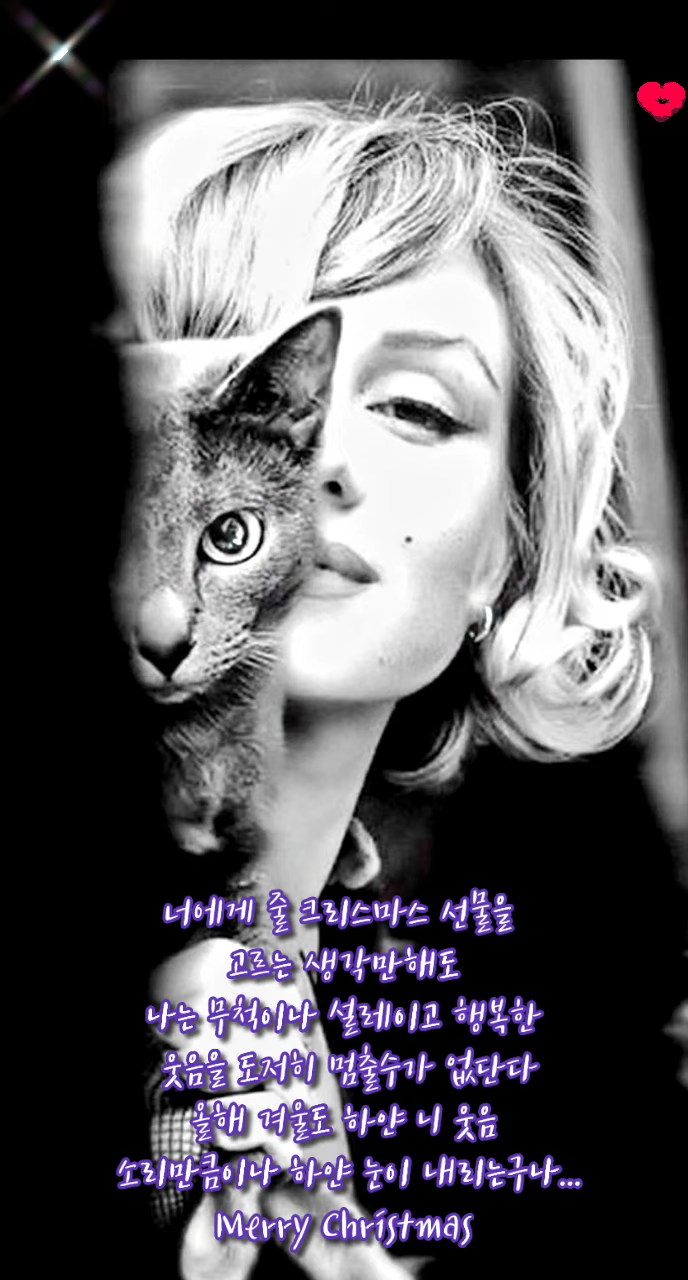 너에게 줄 크리스마스 선물을
고르는 생각만해도
나는 무척이나 설레이고 행복한
웃음을 도저히 멈출수가 없단다
올해 겨울도 하얀 니 웃음
소리만큼이나 하얀 눈이 내리는구나...
Merry Christmas